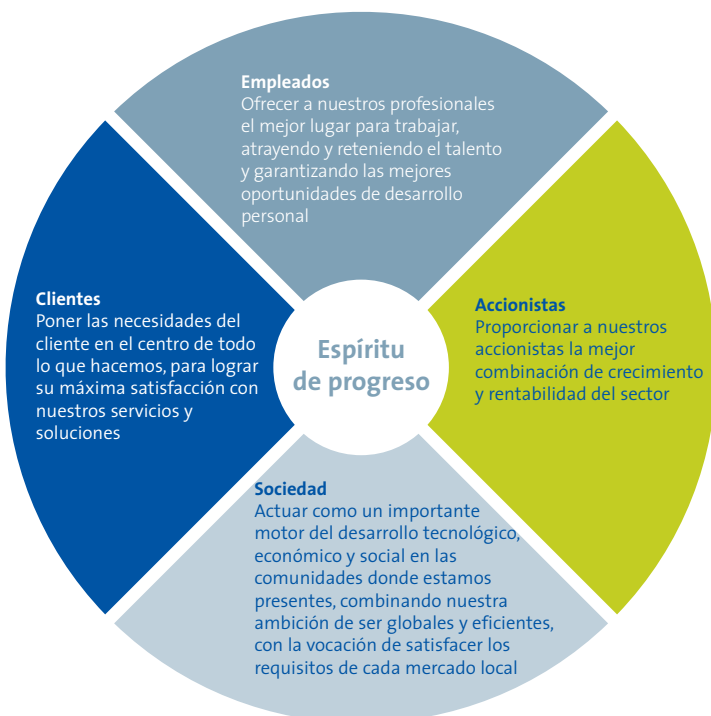 Empleados
Ofrecer a nuestros profesionales
el mejor lugar para trabajar,
atrayendo y reteniendo el talento
y garantizando las mejores
oportunidades de desarrollo
personal
Clientes
Poner las necesidades del
cliente en el centro de todo
lo que hacemos, para lograr
su máxima satisfacción con
nuestros servicios y
soluciones
Espíritu
de progreso
Accionistas
Proporcionar a nuestros
accionistas la mejor
combinación de crecimiento
y rentabilidad del sector
Sociedad
Actuar como un importante
motor del desarrollo tecnológico,
económico y social en las
comunidades donde estamos
presentes, combinando nuestra
ambición de ser globales y eficientes,
con la vocación de satisfacer los
requisitos de cada mercado local